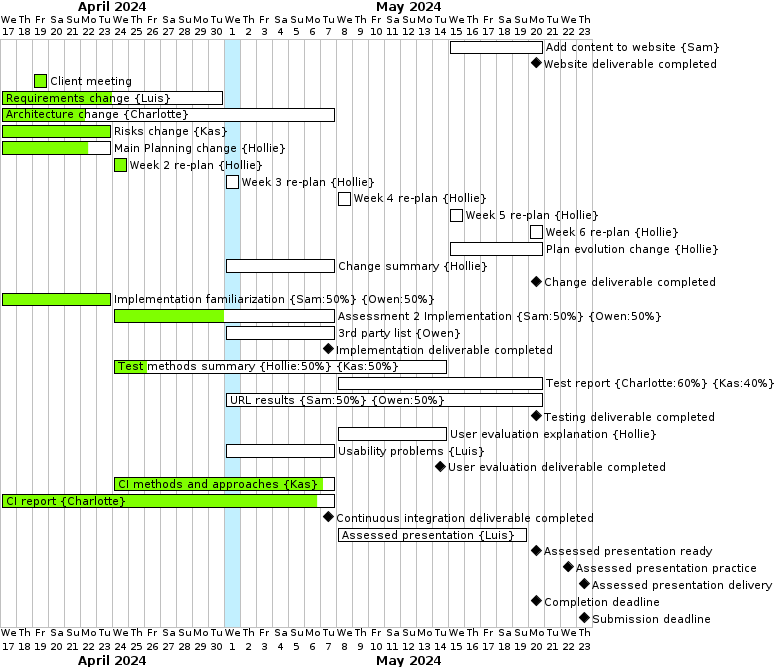 April 2024 May 2024
We Th Fr Sa Su Mo Tu We Th Fr Sa Su Mo Tu We Th Fr Sa Su Mo Tu We Th Fr Sa Su Mo Tu We Th Fr Sa Su Mo Tu We Th
17 18 19 20 21 22 23 24 25 26 27 28 29 30 1 2 3 4 5 6 7 8 9 10 11 12 13 14 15 16 17 18 19 20 21 22 23
Add content to website {Sam}
Website deliverable completed
Client meeting
Requirements change {Luis}
Architecture change {Charlotte}
Risks change {Kas}
Main Planning change {Hollie}
Week 2 re-plan {Hollie}
Week 3 re-plan {Hollie}
Week 4 re-plan {Hollie}
Week 5 re-plan {Hollie}
Week 6 re-plan {Hollie}
Plan evolution change {Hollie}
Change summary {Hollie}
Change deliverable completed
Implementation familiarization {Sam:50%} {Owen:50%}
Assessment 2 Implementation {Sam:50%} {Owen:50%}
3rd party list {Owen}
Implementation deliverable completed
Test methods summary {Hollie:50%} {Kas:50%}
Test report {Charlotte:60%} {Kas:40%}
URL results {Sam:50%} {Owen:50%}
Testing deliverable completed
User evaluation explanation {Hollie}
Usability problems {Luis}
User evaluation deliverable completed
CI methods and approaches {Kas}
CI report {Charlotte}
Continuous integration deliverable completed
Assessed presentation {Luis}
Assessed presentation ready
Assessed presentation practice
Assessed presentation delivery
Completion deadline
Submission deadline
We Th Fr Sa Su Mo Tu We Th Fr Sa Su Mo Tu We Th Fr Sa Su Mo Tu We Th Fr Sa Su Mo Tu We Th Fr Sa Su Mo Tu We Th
17 18 19 20 21 22 23 24 25 26 27 28 29 30 1 2 3 4 5 6 7 8 9 10 11 12 13 14 15 16 17 18 19 20 21 22 23
April 2024 May 2024